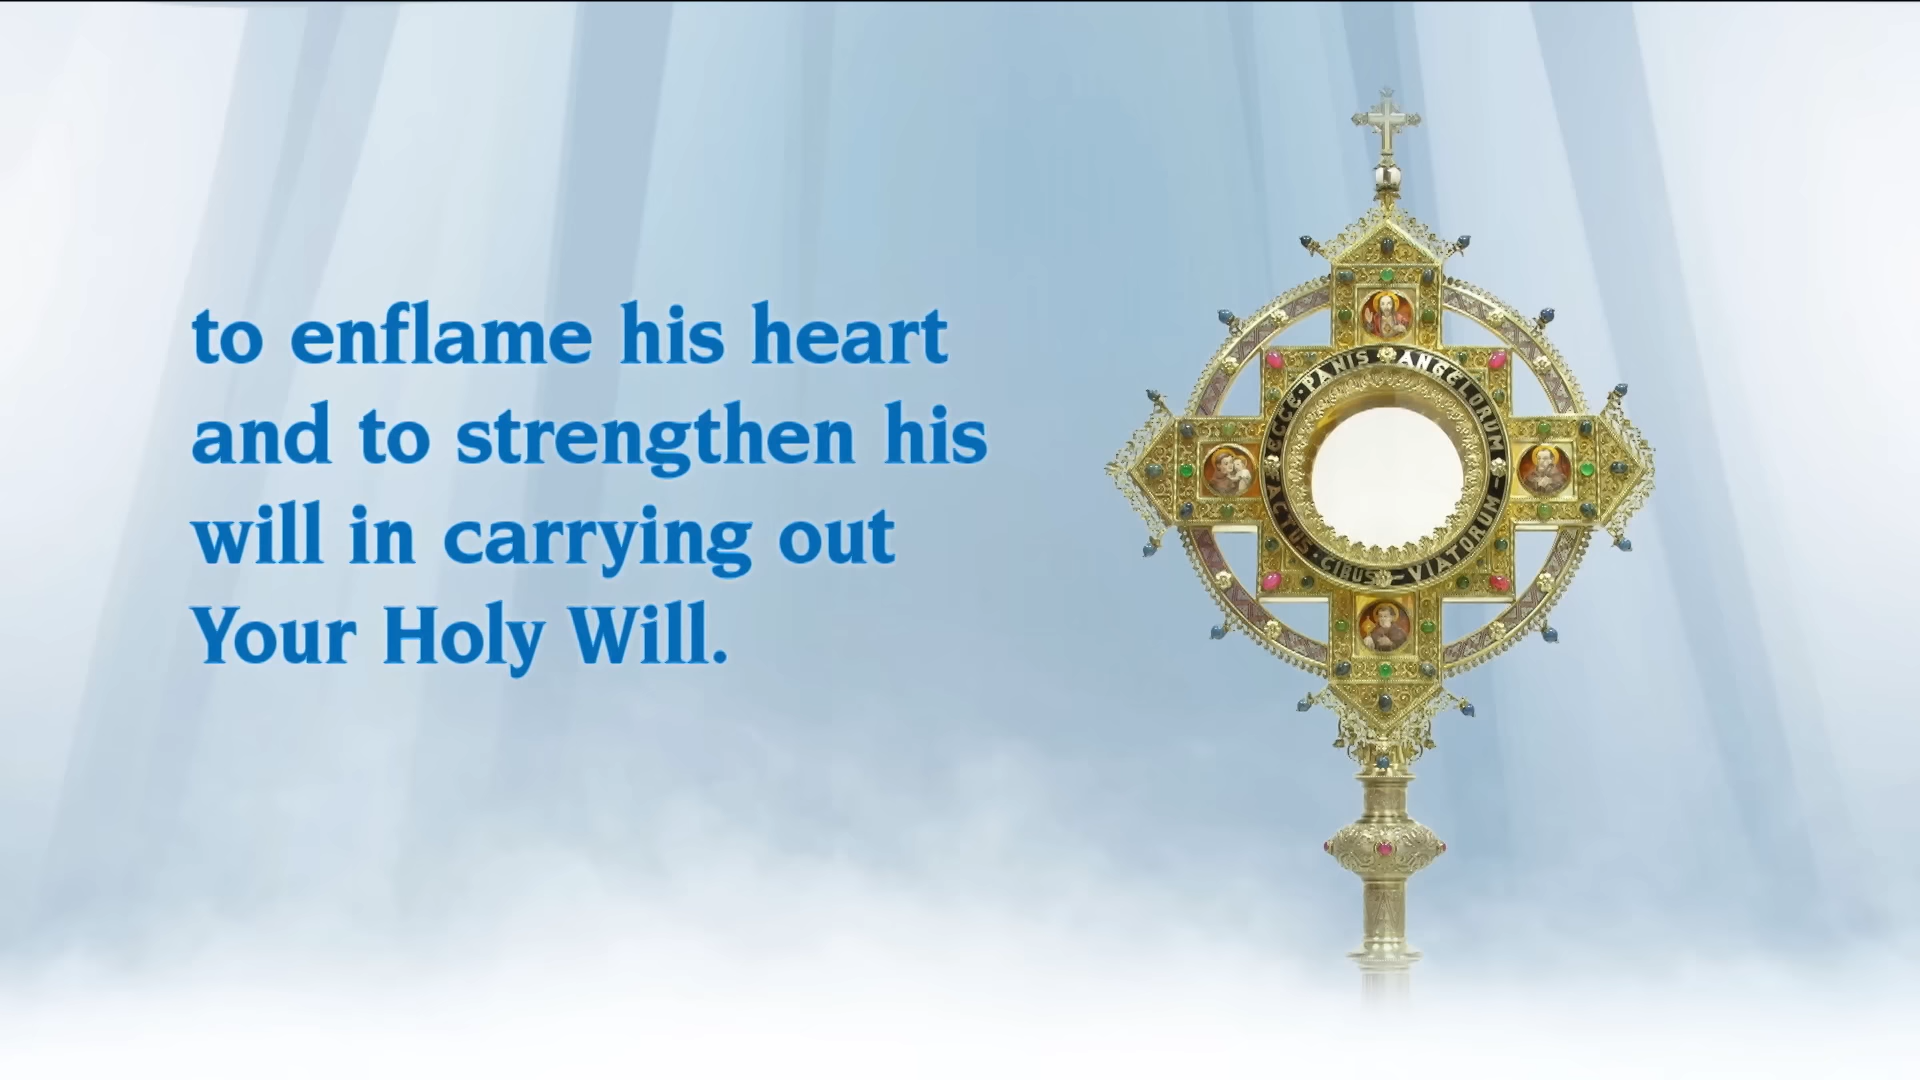 to enflame his heart
and to strengthen his
will in carrying out
Your Holy Will.
ECCE · PANIS ANGELORUM
FACTUS · CIBUS VIATORUM